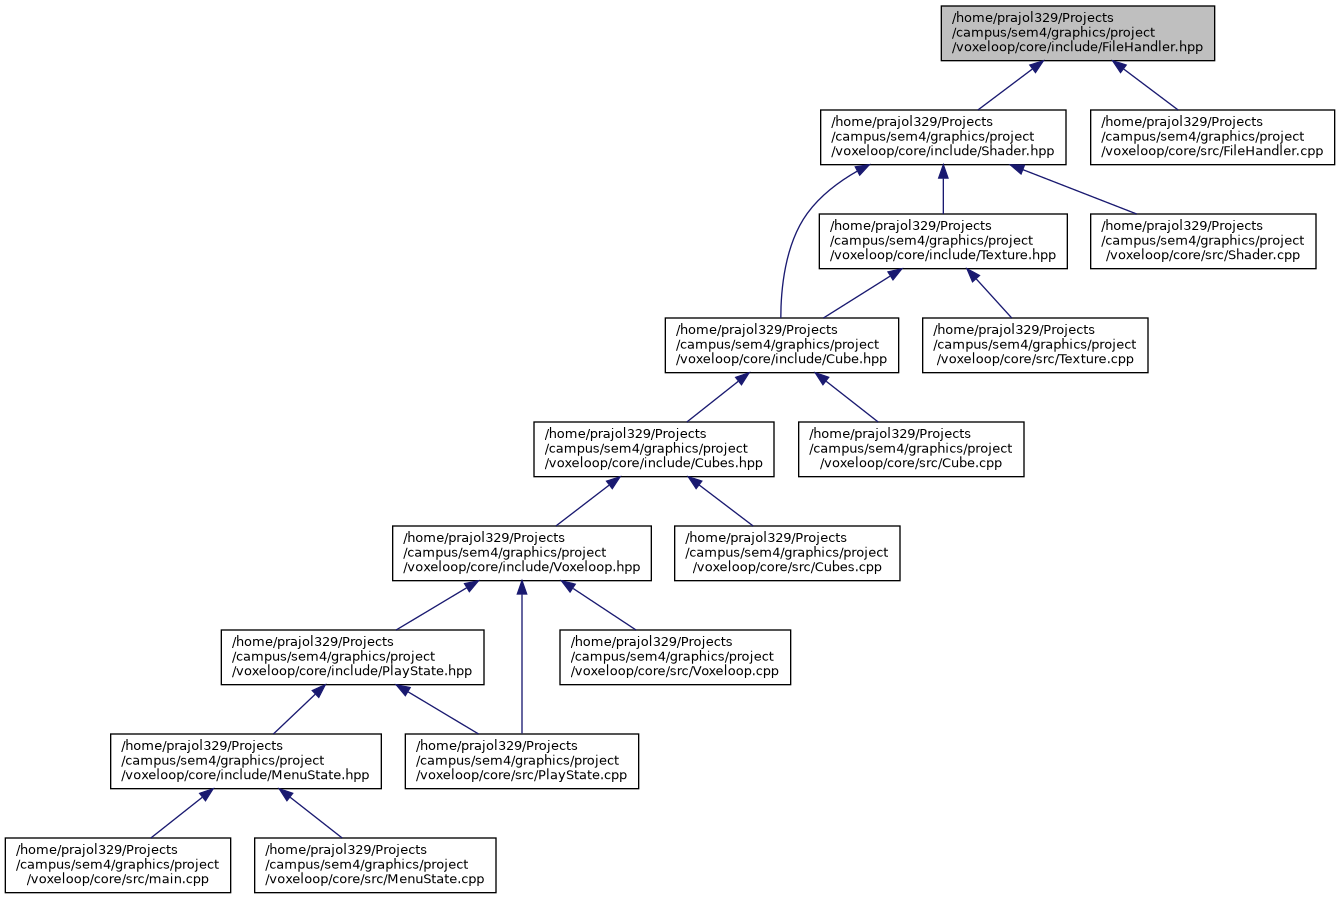 /home/prajol329/Projects
/campus/sem4/graphics/project
/voxeloop/core/include/FileHandler.hpp
/home/prajol329/Projects
/campus/sem4/graphics/project
/voxeloop/core/include/Shader.hpp
/home/prajol329/Projects
/campus/sem4/graphics/project
/voxeloop/core/src/FileHandler.cpp
/home/prajol329/Projects
/campus/sem4/graphics/project
/voxeloop/core/include/Texture.hpp
/home/prajol329/Projects
/campus/sem4/graphics/project
/voxeloop/core/src/Shader.cpp
/home/prajol329/Projects
/campus/sem4/graphics/project
/voxeloop/core/include/Cube.hpp
/home/prajol329/Projects
/campus/sem4/graphics/project
/voxeloop/core/src/Texture.cpp
/home/prajol329/Projects
/campus/sem4/graphics/project
/voxeloop/core/include/Cubes.hpp
/home/prajol329/Projects
/campus/sem4/graphics/project
/voxeloop/core/src/Cube.cpp
/home/prajol329/Projects
/campus/sem4/graphics/project
/voxeloop/core/include/Voxeloop.hpp
/home/prajol329/Projects
/campus/sem4/graphics/project
/voxeloop/core/src/Cubes.cpp
/home/prajol329/Projects
/campus/sem4/graphics/project
/voxeloop/core/include/PlayState.hpp
/home/prajol329/Projects
/campus/sem4/graphics/project
/voxeloop/core/src/Voxeloop.cpp
/home/prajol329/Projects
/campus/sem4/graphics/project
/voxeloop/core/include/MenuState.hpp
/home/prajol329/Projects
/campus/sem4/graphics/project
/voxeloop/core/src/PlayState.cpp
/home/prajol329/Projects
/campus/sem4/graphics/project
/voxeloop/core/src/main.cpp
/home/prajol329/Projects
/campus/sem4/graphics/project
/voxeloop/core/src/MenuState.cpp